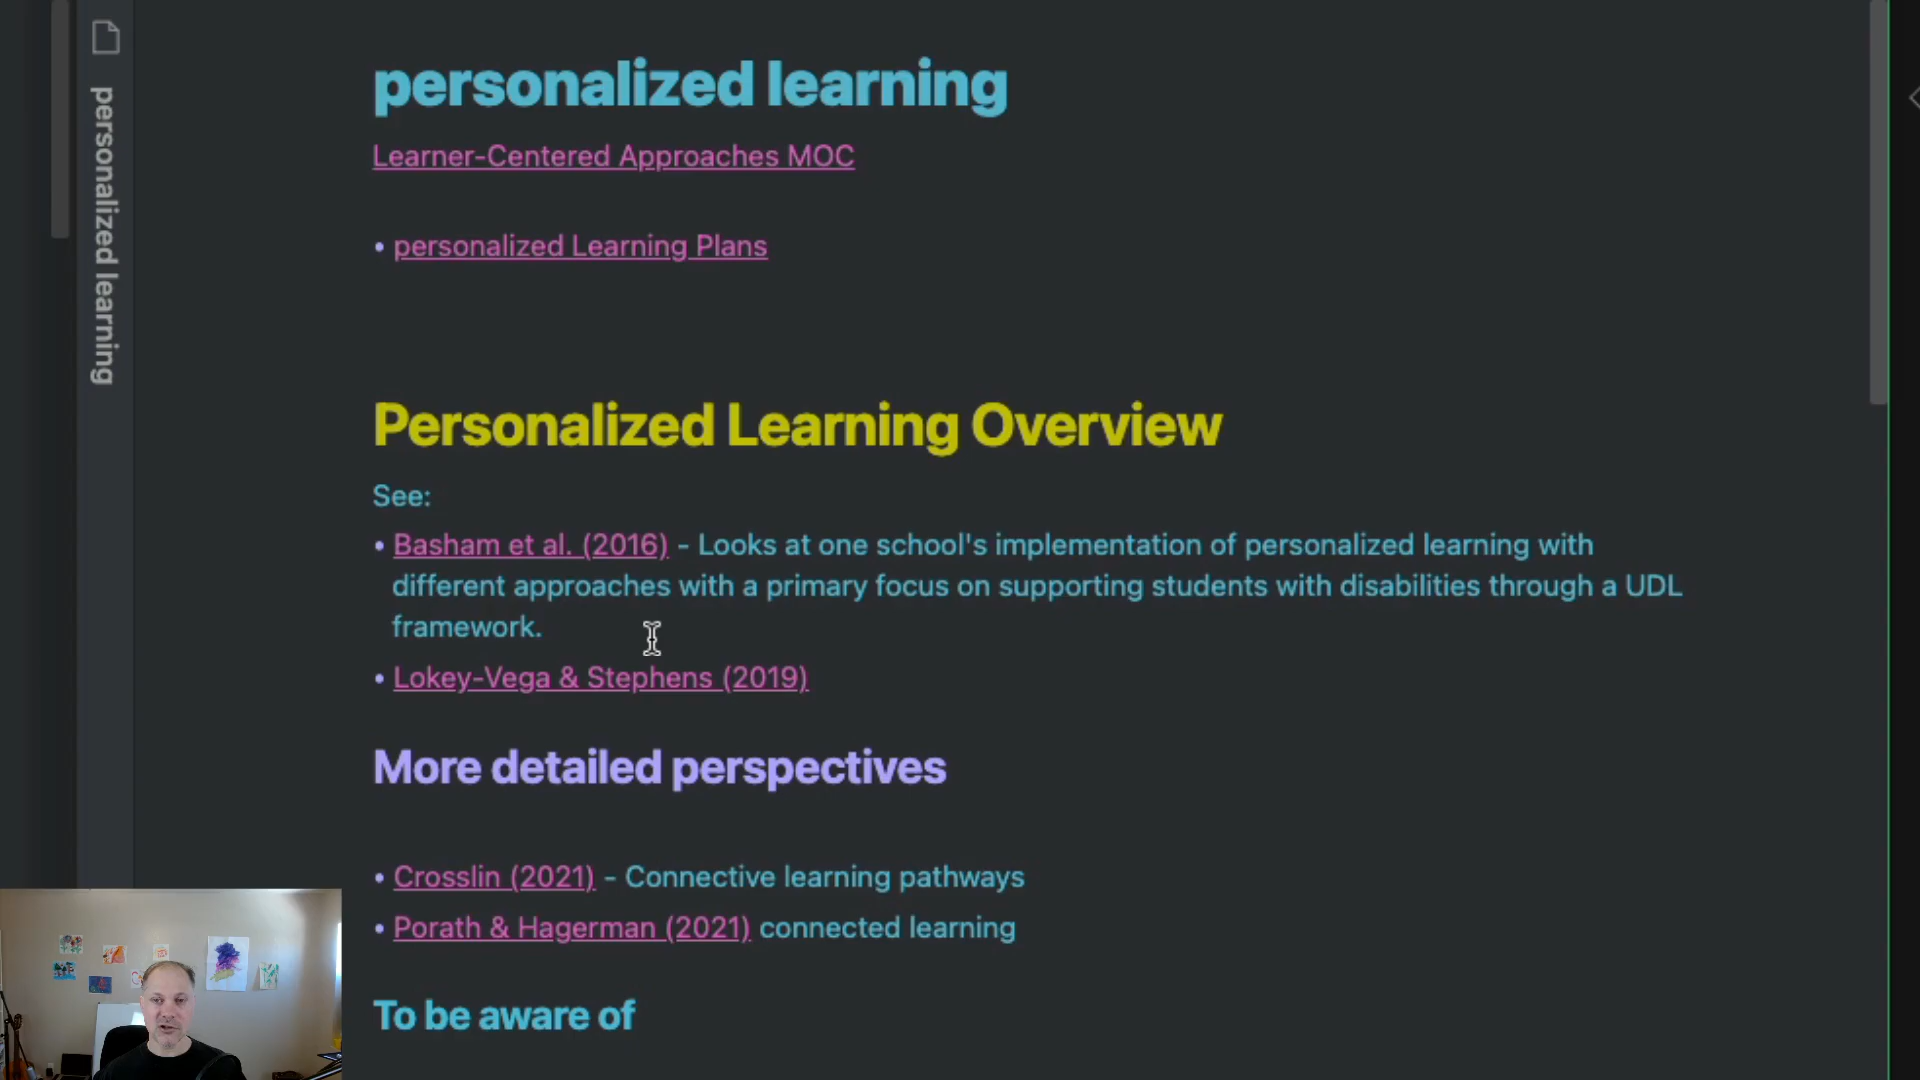 personalized learning
personalized learning
Learner-Centered Approaches MOC
• personalized Learning Plans
Personalized Learning Overview
See:
• Basham et al. (2016) - Looks at one school's implementation of personalized learning with
different approaches with a primary focus on supporting students with disabilities through a UDL
framework.
• Lokey-Vega & Stephens (2019)
More detailed perspectives
• Crosslin (2021) - Connective learning pathways
• Porath & Hagerman (2021) connected learning
To be aware of